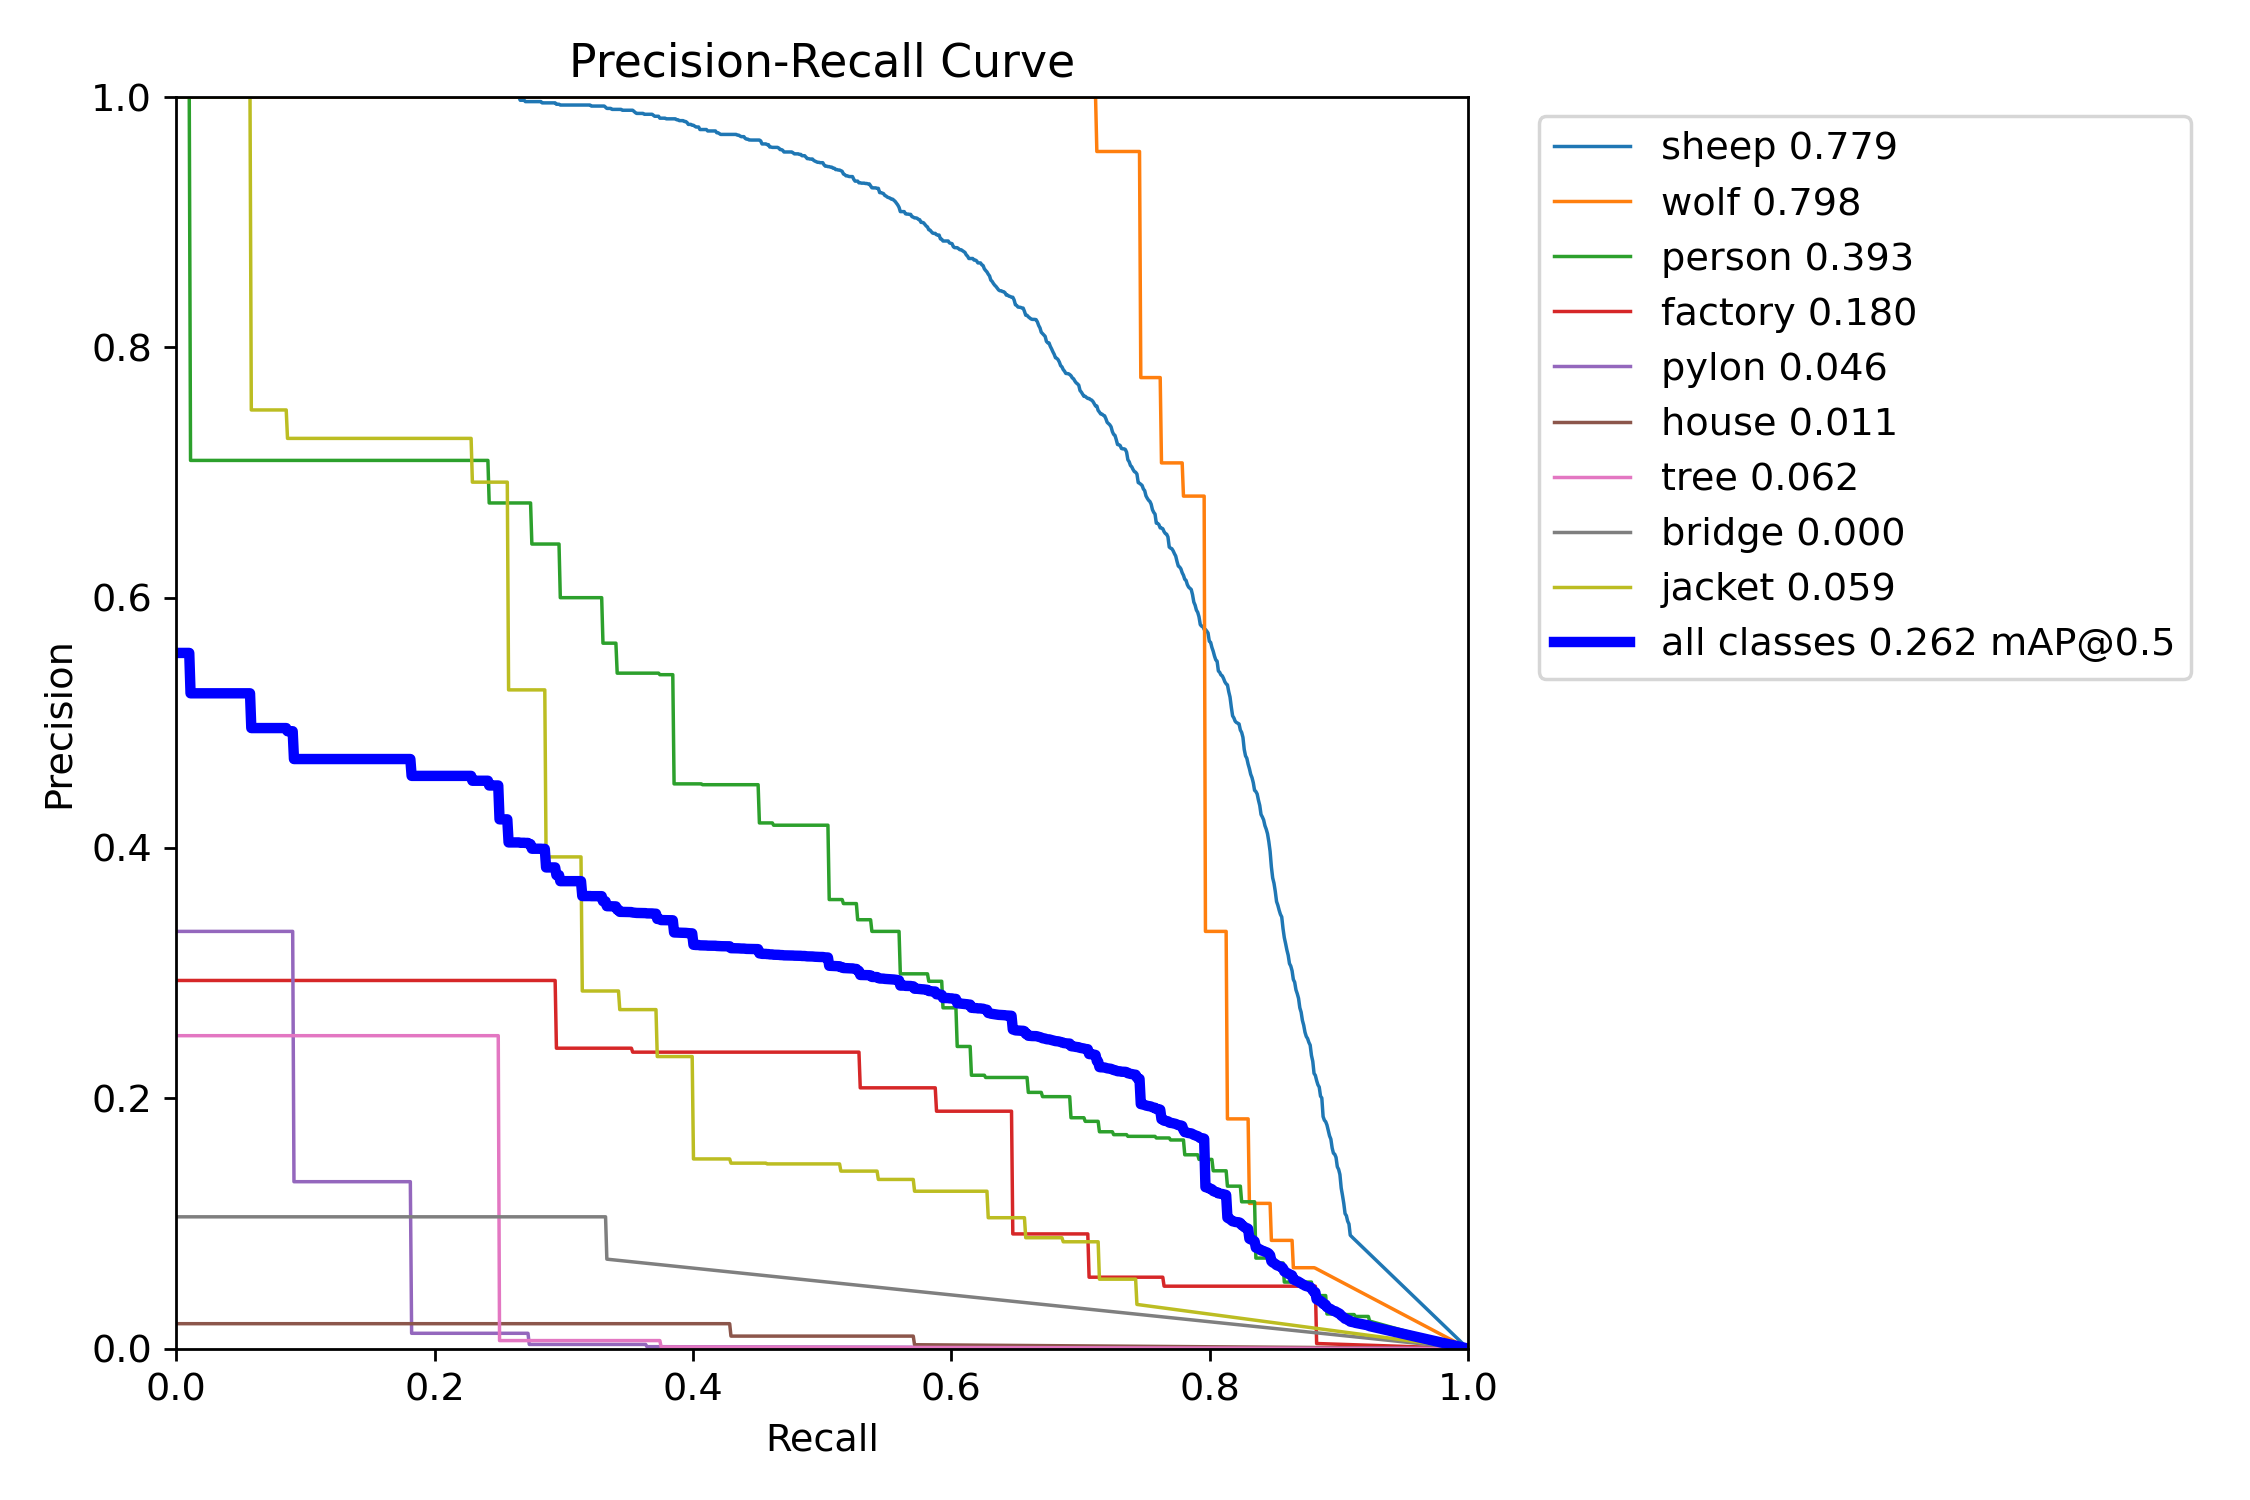 Precision-Recall Curve
1.0
0.8
0.6
0.4
0.2
0.0
Precision
0.0 0.2 0.4 0.6 0.8 1.0
Recall
sheep 0.779
wolf 0.798
person 0.393
factory 0.180
pylon 0.046
house 0.011
tree 0.062
bridge 0.000
jacket 0.059
all classes 0.262 mAP@0.5